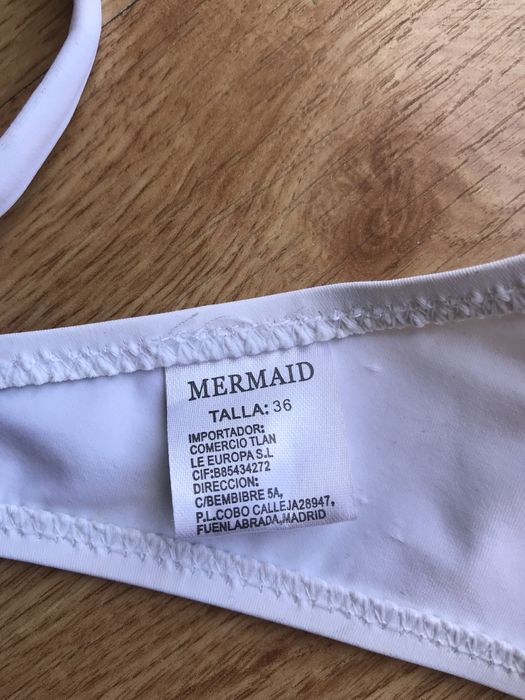 MERMAID
TALLA: 36
IMPORTADOR:
COMERCIO TLAN
LE EUROPA S.L
CIF:B85434272
DIRECCION:
C/BEMBIBRE 5A,
P.L.COBO CALLEJA28947,
FUENLABRADA,MADRID